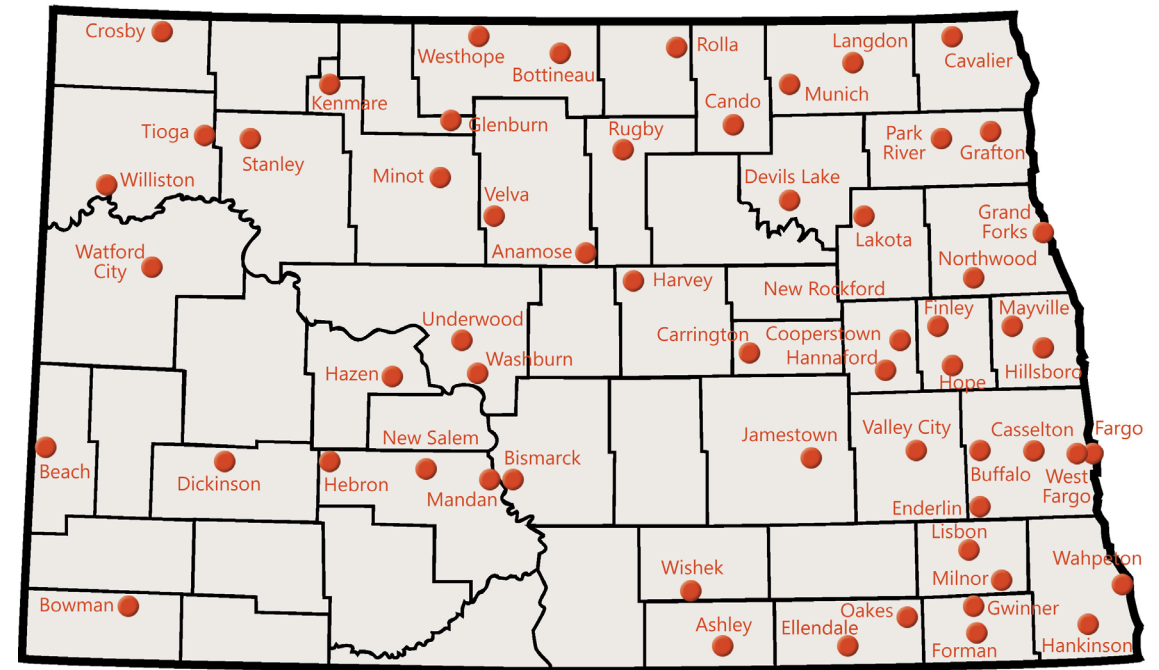 Crosby
Westhope
Bottineau
Rolla
Langdon
Cavalier
Kenmare
Munich
Cando
Glenburn
Tioga
Stanley
Rugby
Park
River
Grafton
Williston
Minot
Velva
Devils Lake
Grand
Forks
Lakota
Watford
City
Anamose
Northwood
Harvey
New Rockford
Underwood
Carrington
Cooperstown
Finley
Mayville
Washburn
Hannaford
Hazen
Hope
Hillsboro
New Salem
Jamestown
Valley City
Casselton
Fargo
Beach
Dickinson
Hebron
Mandan
Bismarck
Buffalo
West
Fargo
Enderlin
Lisbon
Wishek
Milnor
Wahpeton
Bowman
Ashley
Ellendale
Oakes
Gwinner
Forman
Hankinson